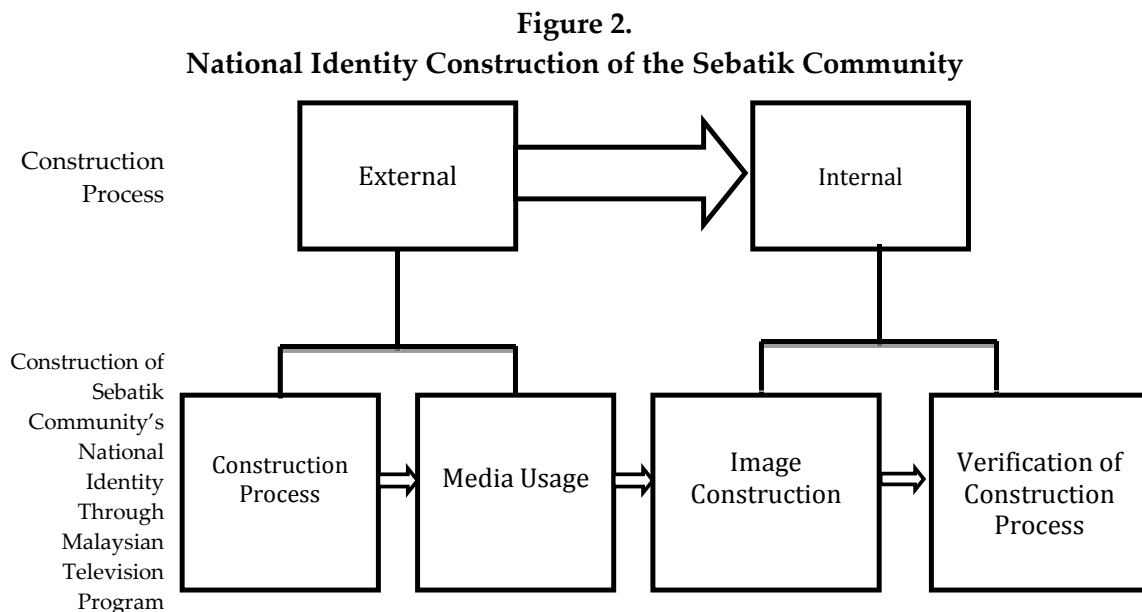 Figure 2.
National Identity Construction of the Sebatik Community
Construction
Process
External
Internal
Construction of
Sebatik
Community's
National
Identity
Through
Malaysian
Television
Program
Construction
Process
Media Usage
Image
Construction
Verification of
Construction
Process